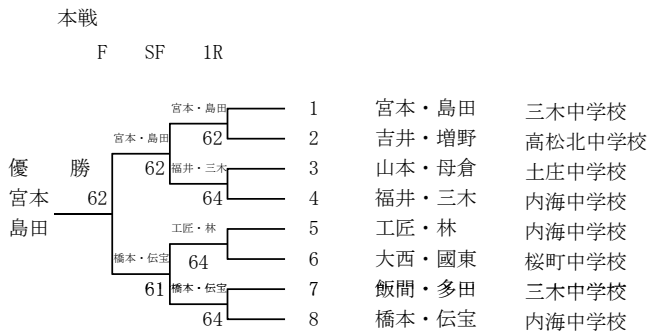 本戦
F SF 1R
宮本・島田 1 宮本・島田 三木中学校
宮本・島田 62 2 吉井・増野 高松北中学校
優 勝 62 福井・三木 3 山本・母倉 土庄中学校
宮本 62 64 4 福井・三木 内海中学校
島田 工匠・林 5 工匠・林 内海中学校
橋本・伝宝 64 6 大西・國東 桜町中学校
61 橋本・伝宝 7 飯間・多田 三木中学校
64 8 橋本・伝宝 内海中学校